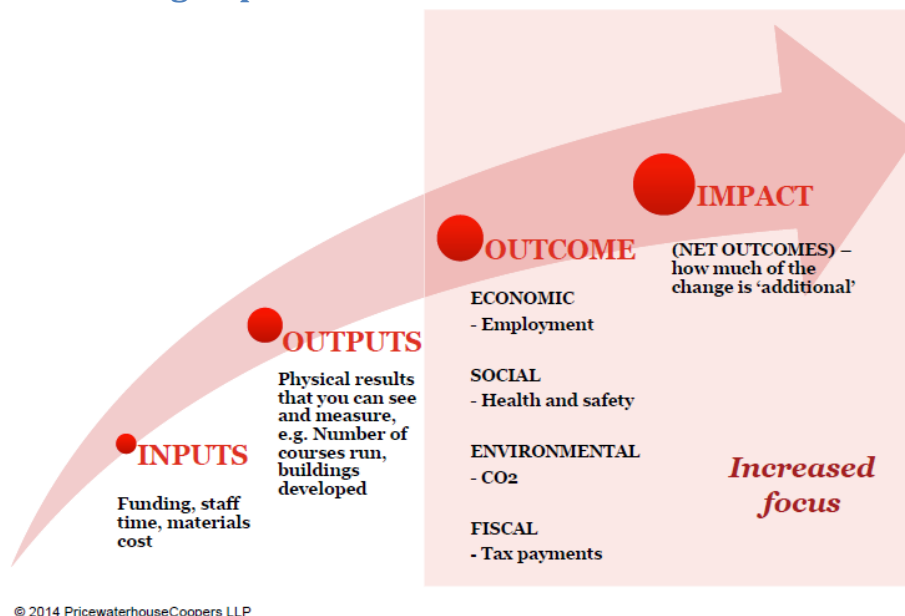 IMPACT
(NET OUTCOMES) –
how much of the
change is ‘additional’
OUTCOME
ECONOMIC
- Employment
SOCIAL
- Health and safety
ENVIRONMENTAL
- CO2
FISCAL
- Tax payments
OUTPUTS
Physical results
that you can see
and measure,
e.g. Number of
courses run,
buildings
developed
INPUTS
Funding, staff
time, materials
cost
Increased
focus
© 2014 PricewaterhouseCoopers LLP